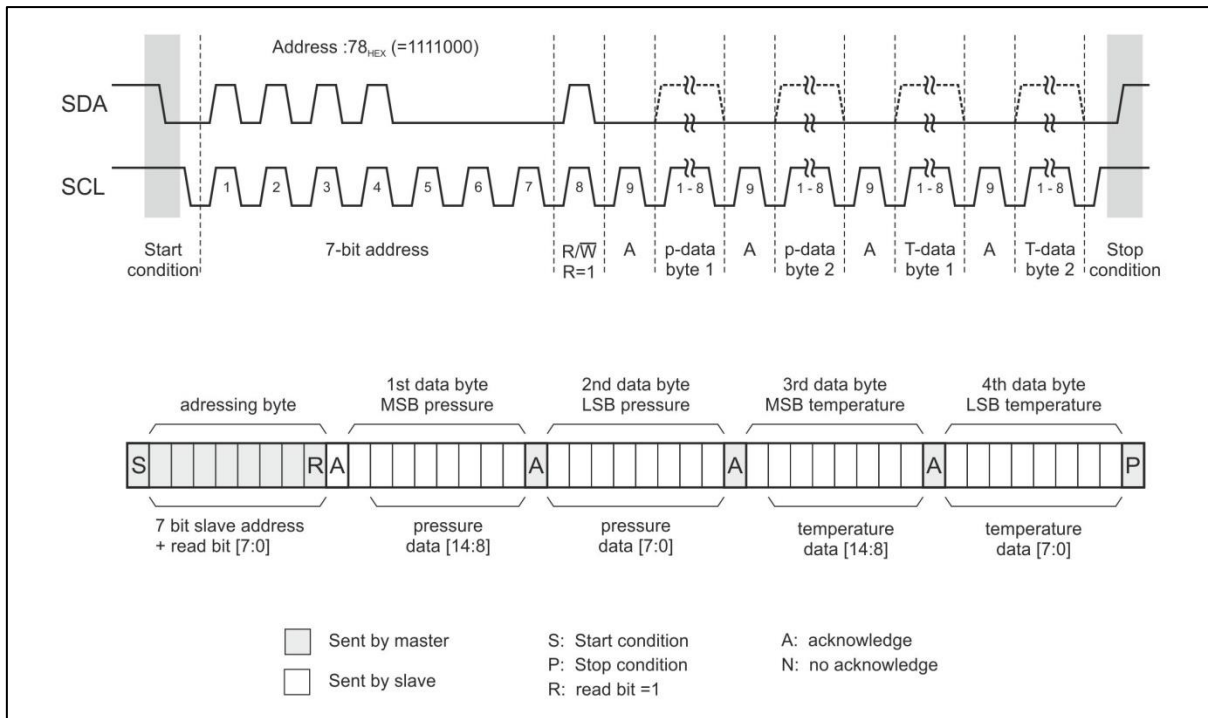 Address :78HEX (=1111000)
SDA
SCL
1 2 3 4 5 6 7 8 9 1 - 8 9 1 - 8 9 1 - 8 9 1 - 8
Start
condition
7-bit address
R/W̅
R=1
A
p-data
byte 1
A
p-data
byte 2
A
T-data
byte 1
A
T-data
byte 2
Stop
condition
adressing byte
1st data byte
MSB pressure
2nd data byte
LSB pressure
3rd data byte
MSB temperature
4th data byte
LSB temperature
S R A A A A P
7 bit slave address
+ read bit [7:0]
pressure
data [14:8]
pressure
data [7:0]
temperature
data [14:8]
temperature
data [7:0]
Sent by master
Sent by slave
S: Start condition
P: Stop condition
R: read bit =1
A: acknowledge
N: no acknowledge